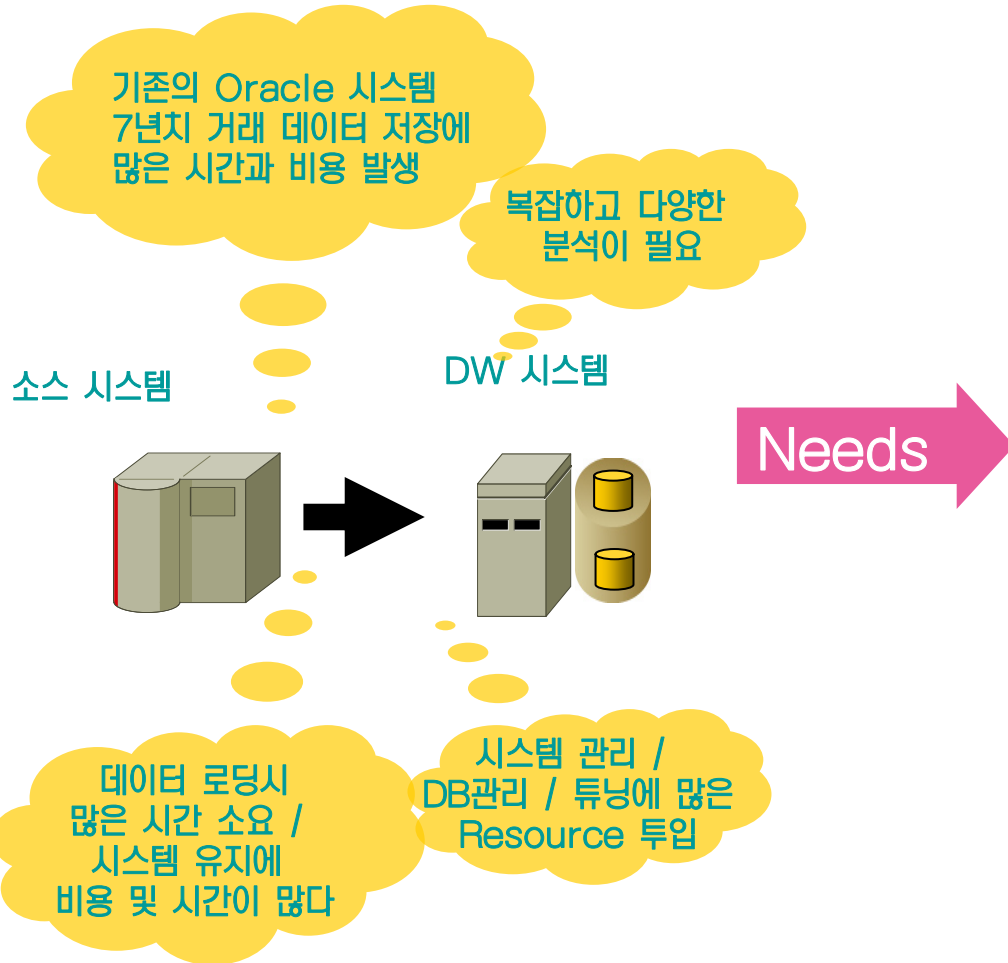 기존의 Oracle 시스템
7년치 거래 데이터 저장에
많은 시간과 비용 발생
복잡하고 다양한
분석이 필요
소스 시스템
DW 시스템
Needs
데이터 로딩시
많은 시간 소요 /
시스템 유지에
비용 및 시간이 많다
시스템 관리 /
DB관리 / 튜닝에 많은
Resource 투입